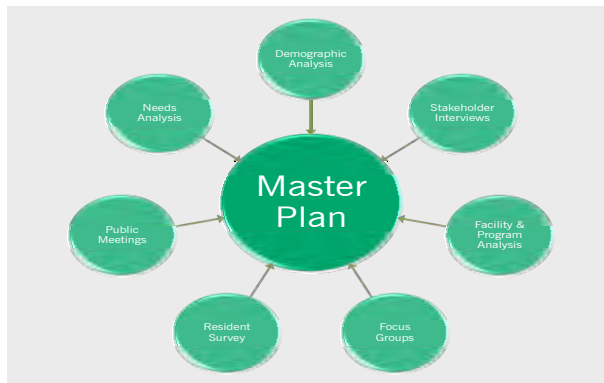 Demographic
Analysis
Needs
Analysis
Stakeholder
Interviews
Master
Plan
Public
Meetings
Facility &
Program
Analysis
Resident
Survey
Focus
Groups